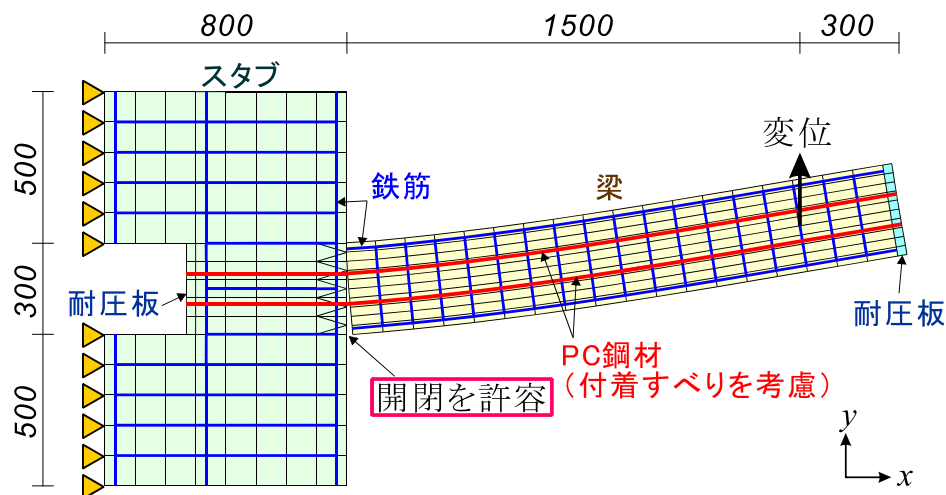 800
1500
300
スタブ
500
鉄筋
梁
変位
300
耐圧板
耐圧板
PC鋼材
(付着すべりを考慮)
開閉を許容
500
y
x